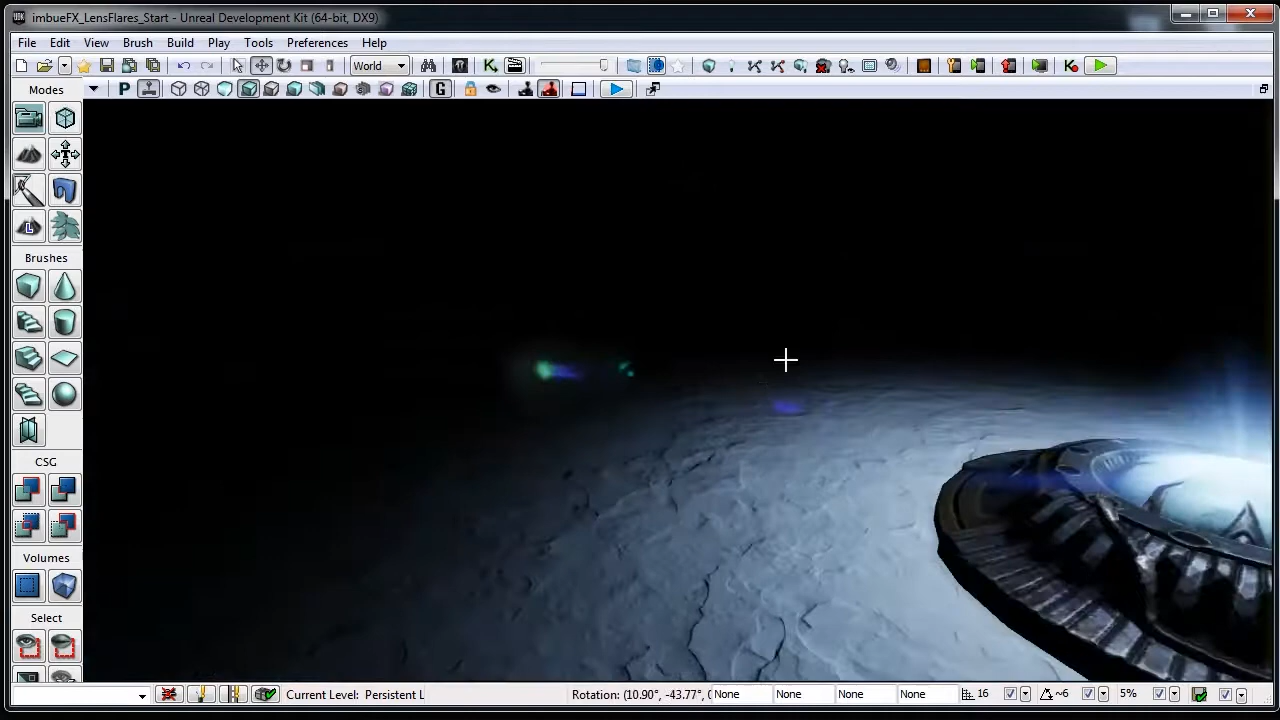 imbueFX_LensFlares_Start - Unreal Development Kit (64-bit, DX9)
File Edit View Brush Build Play Tools Preferences Help
World
P
G
Modes
L
Brushes
CSG
Volumes
Select
Current Level: Persistent L
Rotation: (10.90°, -43.77°,
None
None
None
None
16
~6
5%